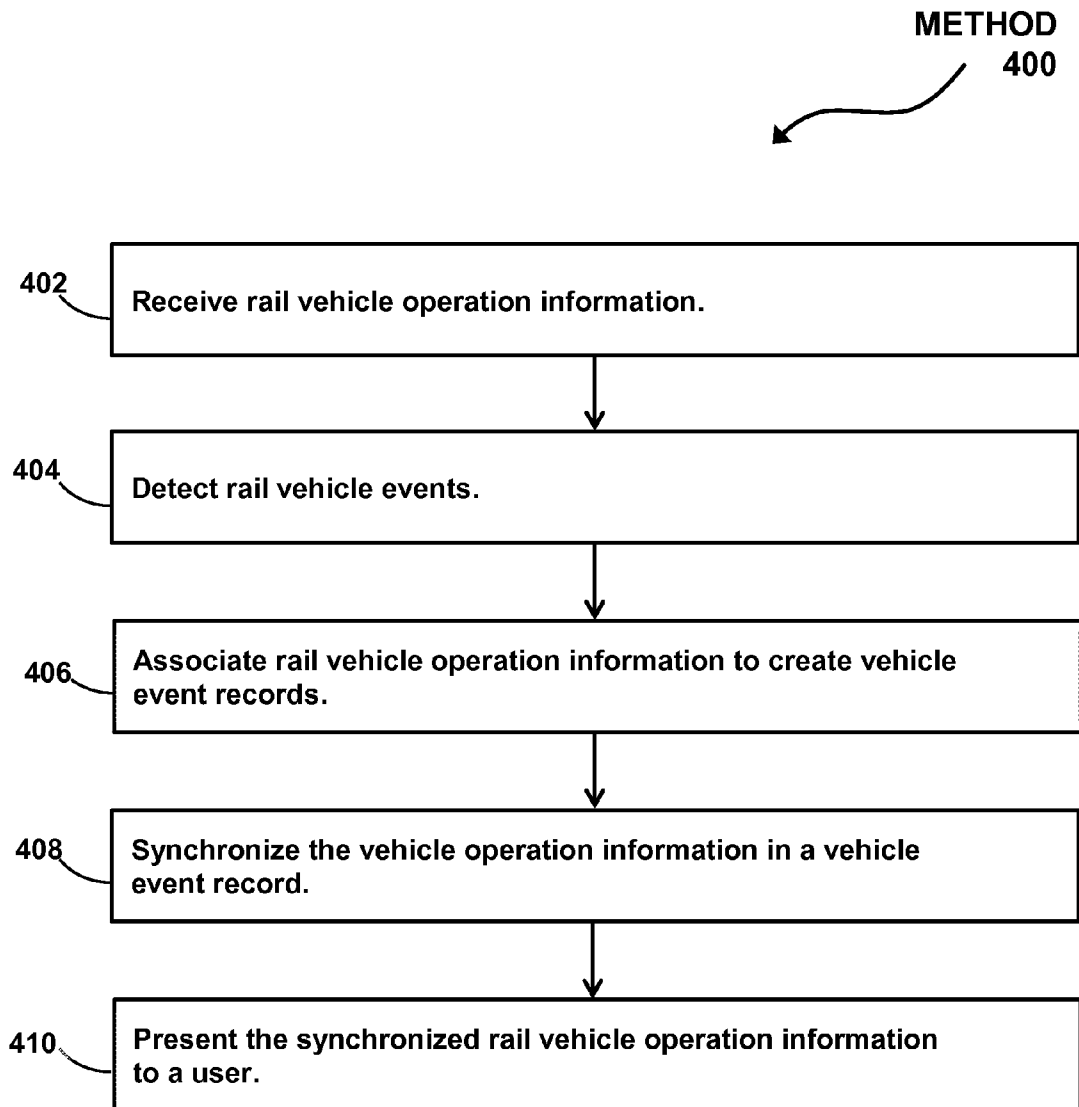 METHOD
400
402
Receive rail vehicle operation information.
404
Detect rail vehicle events.
406
Associate rail vehicle operation information to create vehicle
event records.
408
Synchronize the vehicle operation information in a vehicle
event record.
410
Present the synchronized rail vehicle operation information
to a user.